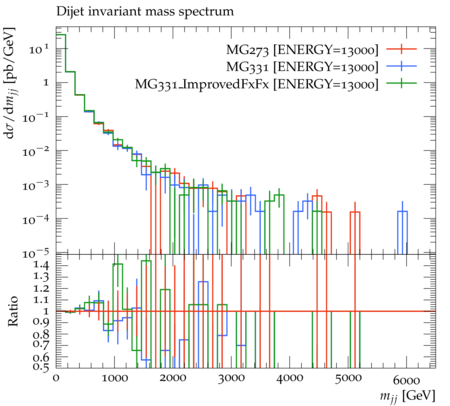 Dijet invariant mass spectrum
dσ/dm_jj [pb/GeV]
MG273 [ENERGY=13000]
MG331 [ENERGY=13000]
MG331_ImprovedFxFx [ENERGY=13000]
10^1
1
10^−1
10^−2
10^−3
10^−4
10^−5
Ratio
1.4
1.3
1.2
1.1
1
0.9
0.8
0.7
0.6
0.5
0 1000 2000 3000 4000 5000 6000
m_jj [GeV]